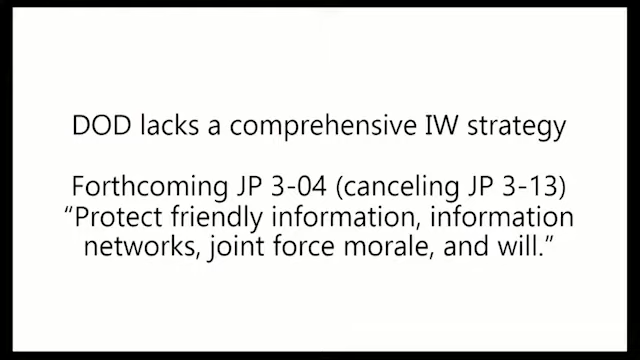 DOD lacks a comprehensive IW strategy
Forthcoming JP 3-04 (canceling JP 3-13)
“Protect friendly information, information
networks, joint force morale, and will.”